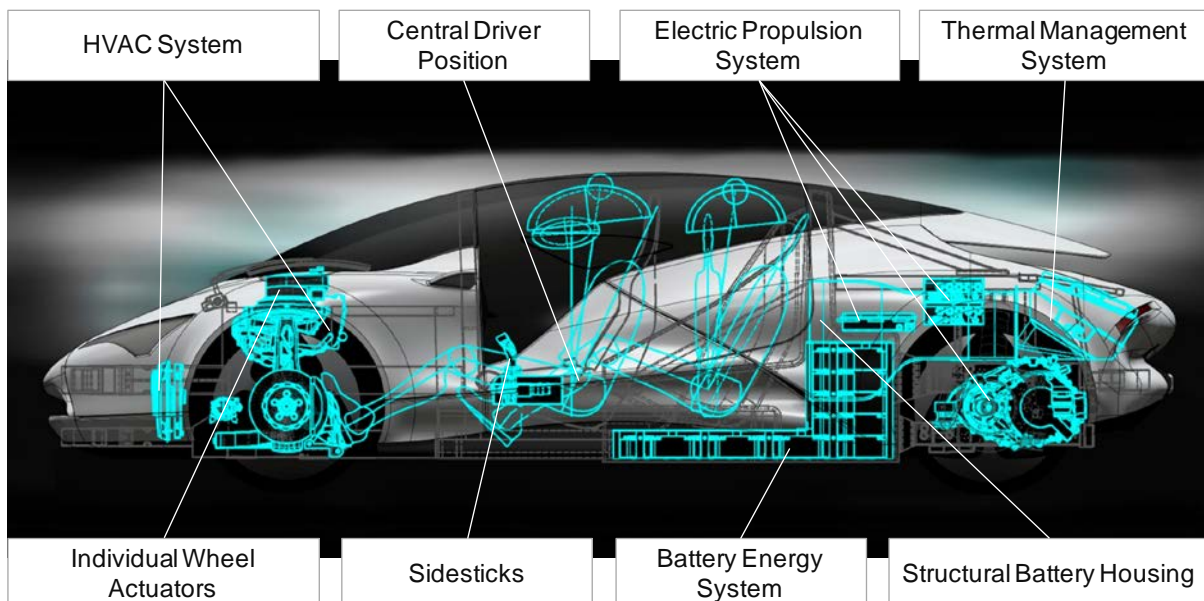 HVAC System
Central Driver
Position
Electric Propulsion
System
Thermal Management
System
Individual Wheel
Actuators
Sidesticks
Battery Energy
System
Structural Battery Housing